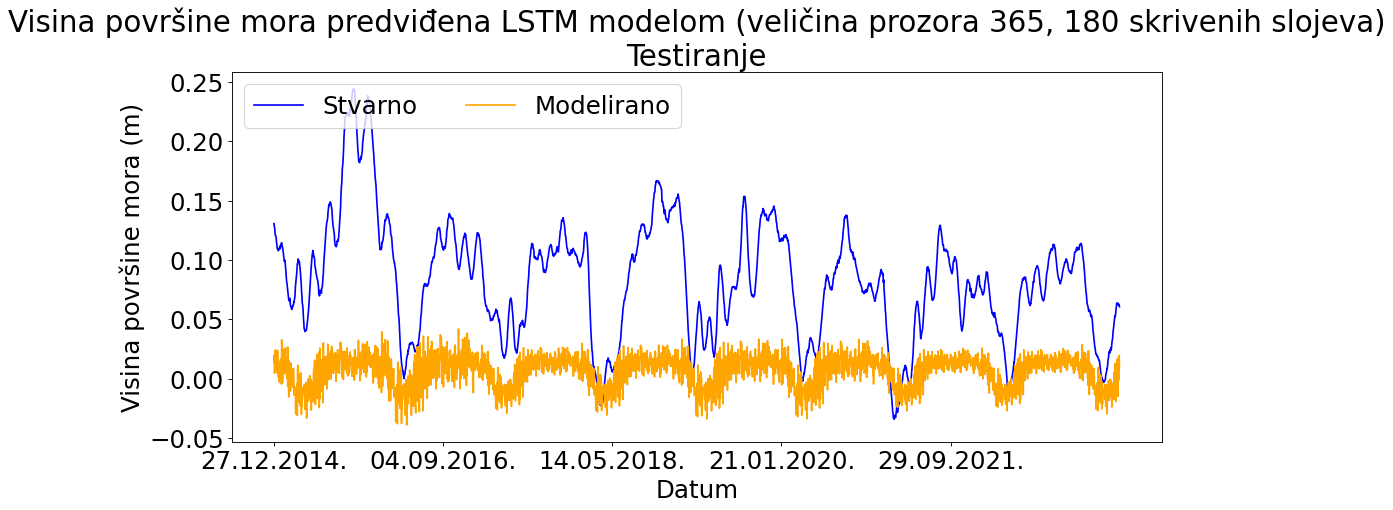 Visina površine mora predviđena LSTM modelom (veličina prozora 365, 180 skrivenih slojeva)
Testiranje
Stvarno
Modelirano
Visina površine mora (m)
0.25
0.20
0.15
0.10
0.05
0.00
−0.05
27.12.2014.
04.09.2016.
14.05.2018.
21.01.2020.
29.09.2021.
Datum